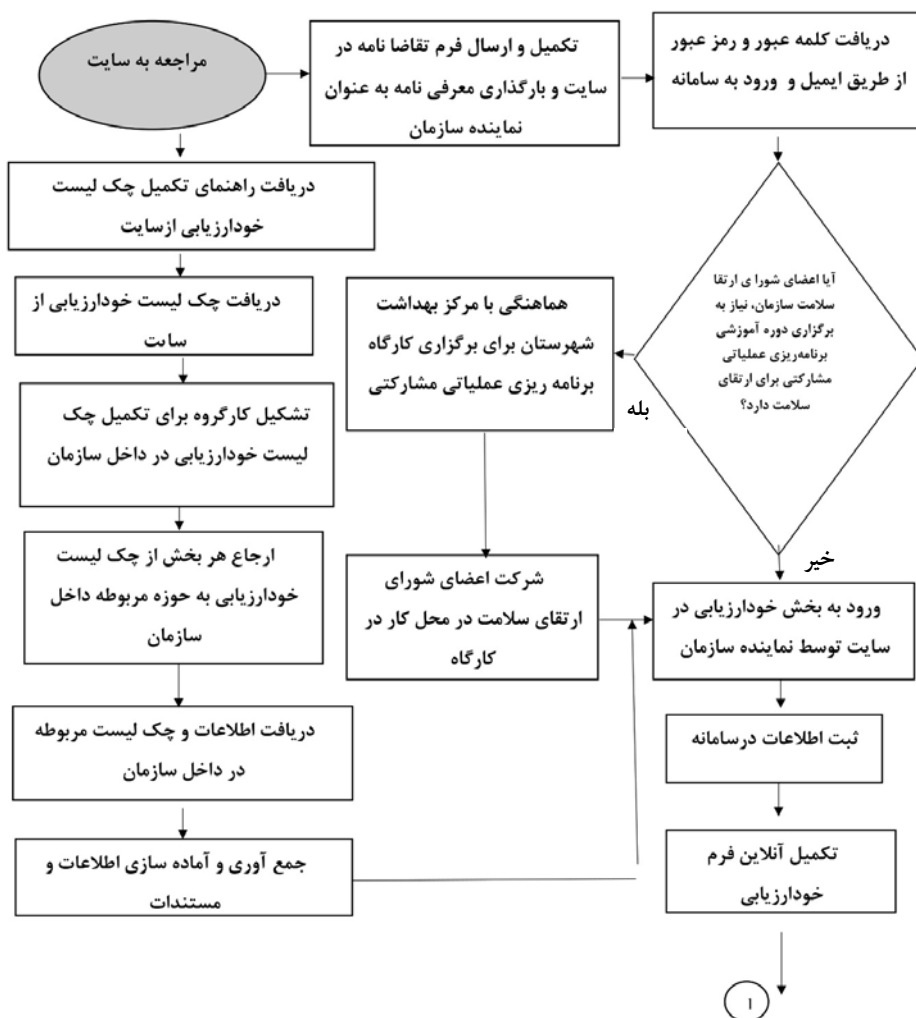 مراجعه به سایت
تکمیل و ارسال فرم تقاضا نامه در
سایت و بارگذاری معرفی نامه به عنوان
نماینده سازمان
دریافت کلمه عبور و رمز عبور
از طریق ایمیل و ورود به سامانه
آیا اعضای شورا ی ارتقا
سلامت سازمان، نیاز به
برگزاری دوره آموزشی
برنامه‌ریزی عملیاتی
مشارکتی برای ارتقای
سلامت دارد؟
بله
خیر
هماهنگی با مرکز بهداشت
شهرستان برای برگزاری کارگاه
برنامه ریزی عملیاتی مشارکتی
شرکت اعضای شورای
ارتقای سلامت در محل کار در
کارگاه
دریافت راهنمای تکمیل چک لیست
خودارزیابی ازسایت
دریافت چک لیست خودارزیابی از
سایت
تشکیل کارگروه برای تکمیل چک
لیست خودارزیابی در داخل سازمان
ارجاع هر بخش از چک لیست
خودارزیابی به حوزه مربوطه داخل
سازمان
دریافت اطلاعات و چک لیست مربوطه
در داخل سازمان
جمع آوری و آماده سازی اطلاعات و
مستندات
ورود به بخش خودارزیابی در
سایت توسط نماینده سازمان
ثبت اطلاعات درسامانه
تکمیل آنلاین فرم
خودارزیابی
۱